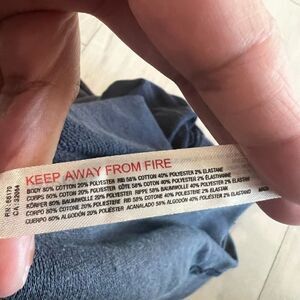 KEEP AWAY FROM FIRE
BODY 80% COTTON 20% POLYESTER RIB 58% COTTON 40% POLYESTER 2% ELASTANE
CORPS 80% COTON 20% POLYESTER CÔTE 58% COTON 40% POLYESTER 2% ÉLASTHANNE
KÖRPER 80% BAUMWOLLE 20% POLYESTER RIPPE 58% BAUMWOLLE 40% POLYESTER 2% ELASTAN
CORPO 80% COTONE 20% POLIESTERE RIB 58% COTONE 40% POLIESTERE 2% ELASTAN
CUERPO 80% ALGODÓN 20% POLIÉSTER ACANALADO 58% ALGODÓN 40% POLIÉSTER 2% ELASTANO